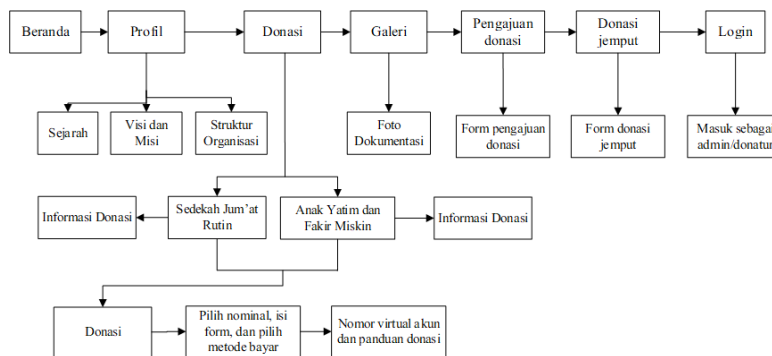 Beranda
Profil
Donasi
Galeri
Pengajuan
donasi
Donasi
jemput
Login
Sejarah
Visi dan
Misi
Struktur
Organisasi
Foto
Dokumentasi
Form pengajuan
donasi
Form donasi
jemput
Masuk sebagai
admin/donatur
Informasi Donasi
Sedekah Jum'at
Rutin
Anak Yatim dan
Fakir Miskin
Informasi Donasi
Donasi
Pilih nominal, isi
form, dan pilih
metode bayar
Nomor virtual akun
dan panduan donasi